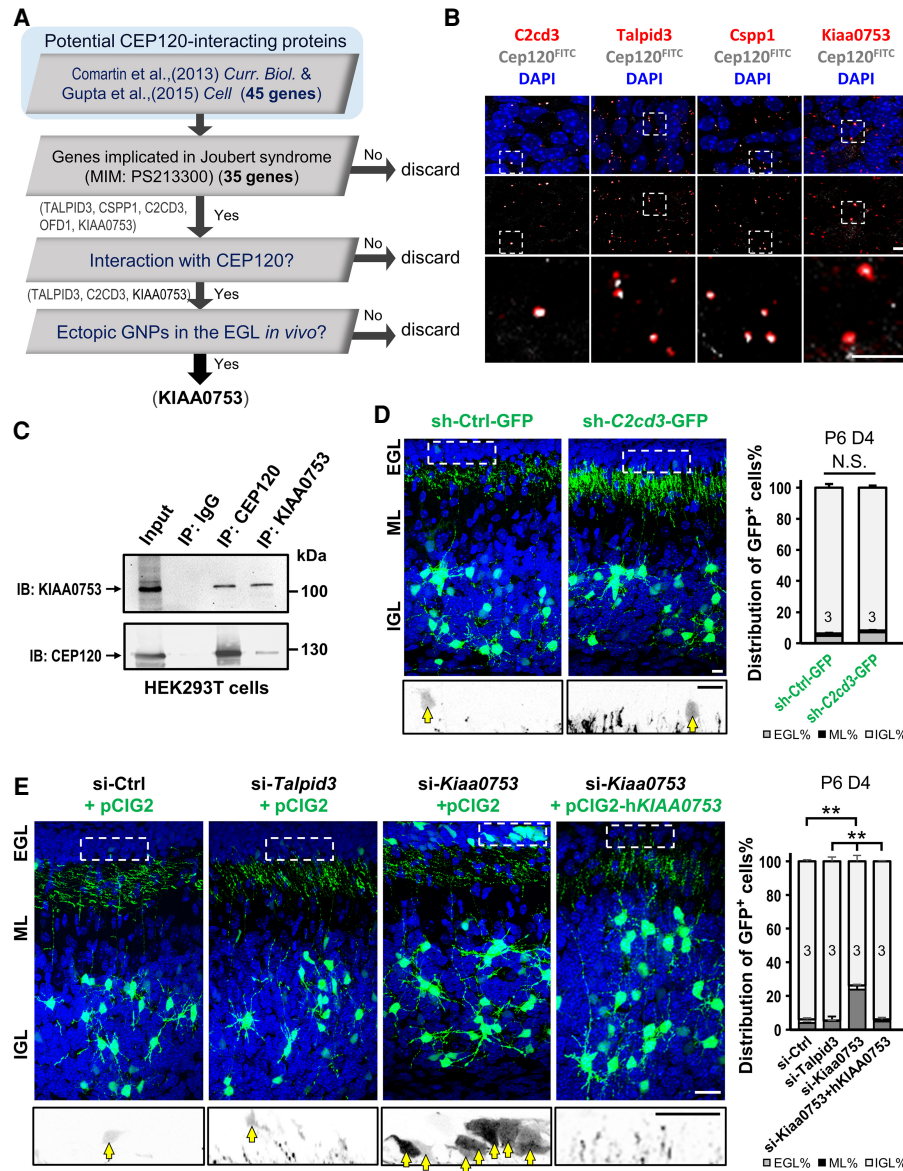 A
Potential CEP120-interacting proteins
Comartin et al.,(2013) Curr. Biol. &
Gupta et al.,(2015) Cell (45 genes)
Genes implicated in Joubert syndrome
(MIM: PS213300) (35 genes)
No
discard
(TALPID3, CSPP1, C2CD3,
OFD1, KIAA0753)
Yes
Interaction with CEP120?
No
discard
(TALPID3, C2CD3, KIAA0753)
Yes
Ectopic GNPs in the EGL in vivo?
No
discard
Yes
(KIAA0753)
B
C2cd3 Talpid3 Cspp1 Kiaa0753
Cep120FITC Cep120FITC Cep120FITC Cep120FITC
DAPI DAPI DAPI DAPI
C
Input
IP: IgG
IP: CEP120
IP: KIAA0753
kDa
IB: KIAA0753
100
IB: CEP120
130
HEK293T cells
D
sh-Ctrl-GFP sh-C2cd3-GFP
EGL
ML
IGL
P6 D4
N.S.
Distribution of GFP+ cells%
100
80
60
40
20
0
3 3
sh-Ctrl-GFP
sh-C2cd3-GFP
EGL% ML% IGL%
E
si-Ctrl si-Talpid3 si-Kiaa0753 si-Kiaa0753
+ pCIG2 + pCIG2 +pCIG2 + pCIG2-hKIAA0753
EGL
ML
IGL
P6 D4
**
**
Distribution of GFP+ cells%
100
80
60
40
20
0
3 3 3 3
si-Ctrl
si-Talpid3
si-Kiaa0753
si-Kiaa0753+hKIAA0753
EGL% ML% IGL%